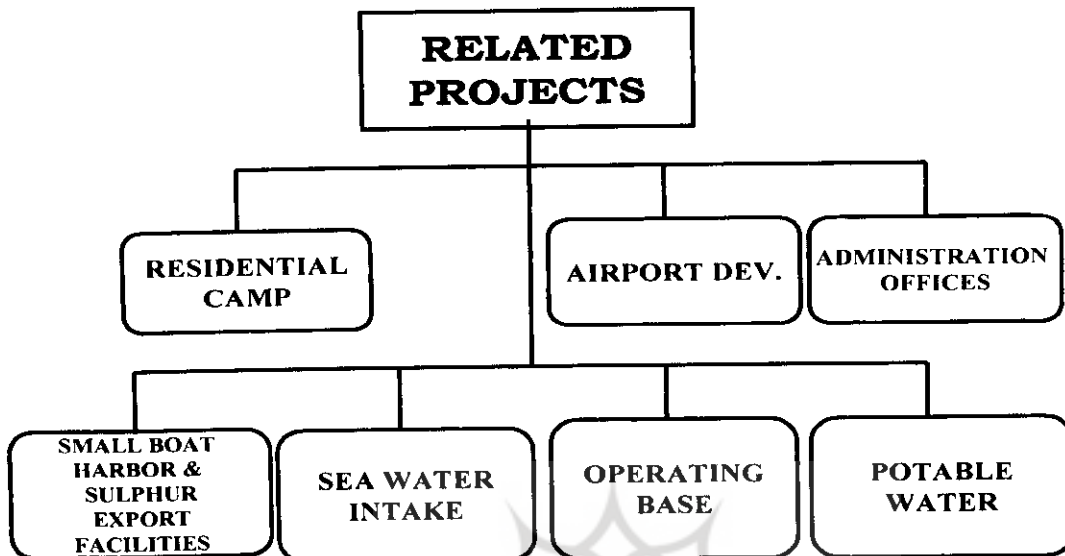 RELATED
PROJECTS
RESIDENTIAL
CAMP
AIRPORT DEV.
ADMINISTRATION
OFFICES
SMALL BOAT
HARBOR &
SULPHUR
EXPORT
FACILITIES
SEA WATER
INTAKE
OPERATING
BASE
POTABLE
WATER